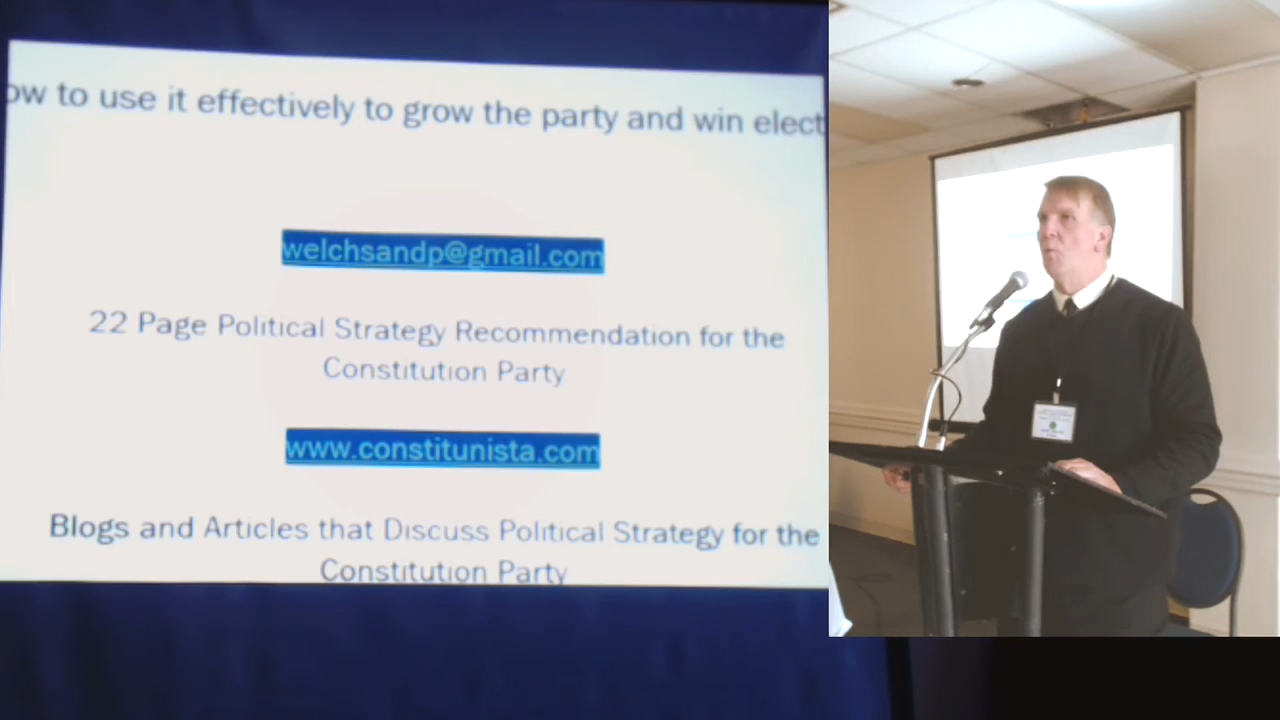 ow to use it effectively to grow the party and win elect
welchsandp@gmail.com
22 Page Political Strategy Recommendation for the
Constitution Party
www.constitunista.com
Blogs and Articles that Discuss Political Strategy for the
Constitution Party